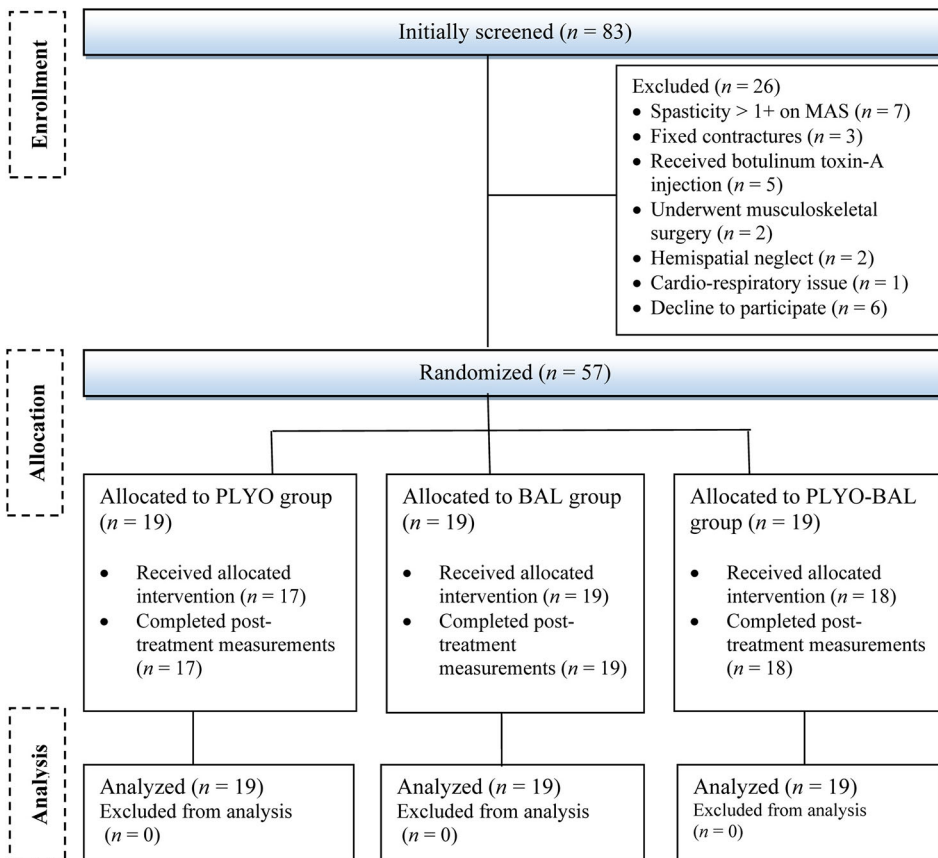 Enrollment
Initially screened (n = 83)
Excluded (n = 26)
• Spasticity > 1+ on MAS (n = 7)
• Fixed contractures (n = 3)
• Received botulinum toxin-A
injection (n = 5)
• Underwent musculoskeletal
surgery (n = 2)
• Hemispatial neglect (n = 2)
• Cardio-respiratory issue (n = 1)
• Decline to participate (n = 6)
Allocation
Randomized (n = 57)
Allocated to PLYO group
(n = 19)
• Received allocated
intervention (n = 17)
• Completed post-
treatment measurements
(n = 17)
Allocated to BAL group
(n = 19)
• Received allocated
intervention (n = 19)
• Completed post-
treatment
measurements (n = 19)
Allocated to PLYO-BAL
group (n = 19)
• Received allocated
intervention (n = 18)
• Completed post-
treatment measurements
(n = 18)
Analysis
Analyzed (n = 19)
Excluded from analysis
(n = 0)
Analyzed (n = 19)
Excluded from analysis
(n = 0)
Analyzed (n = 19)
Excluded from analysis
(n = 0)